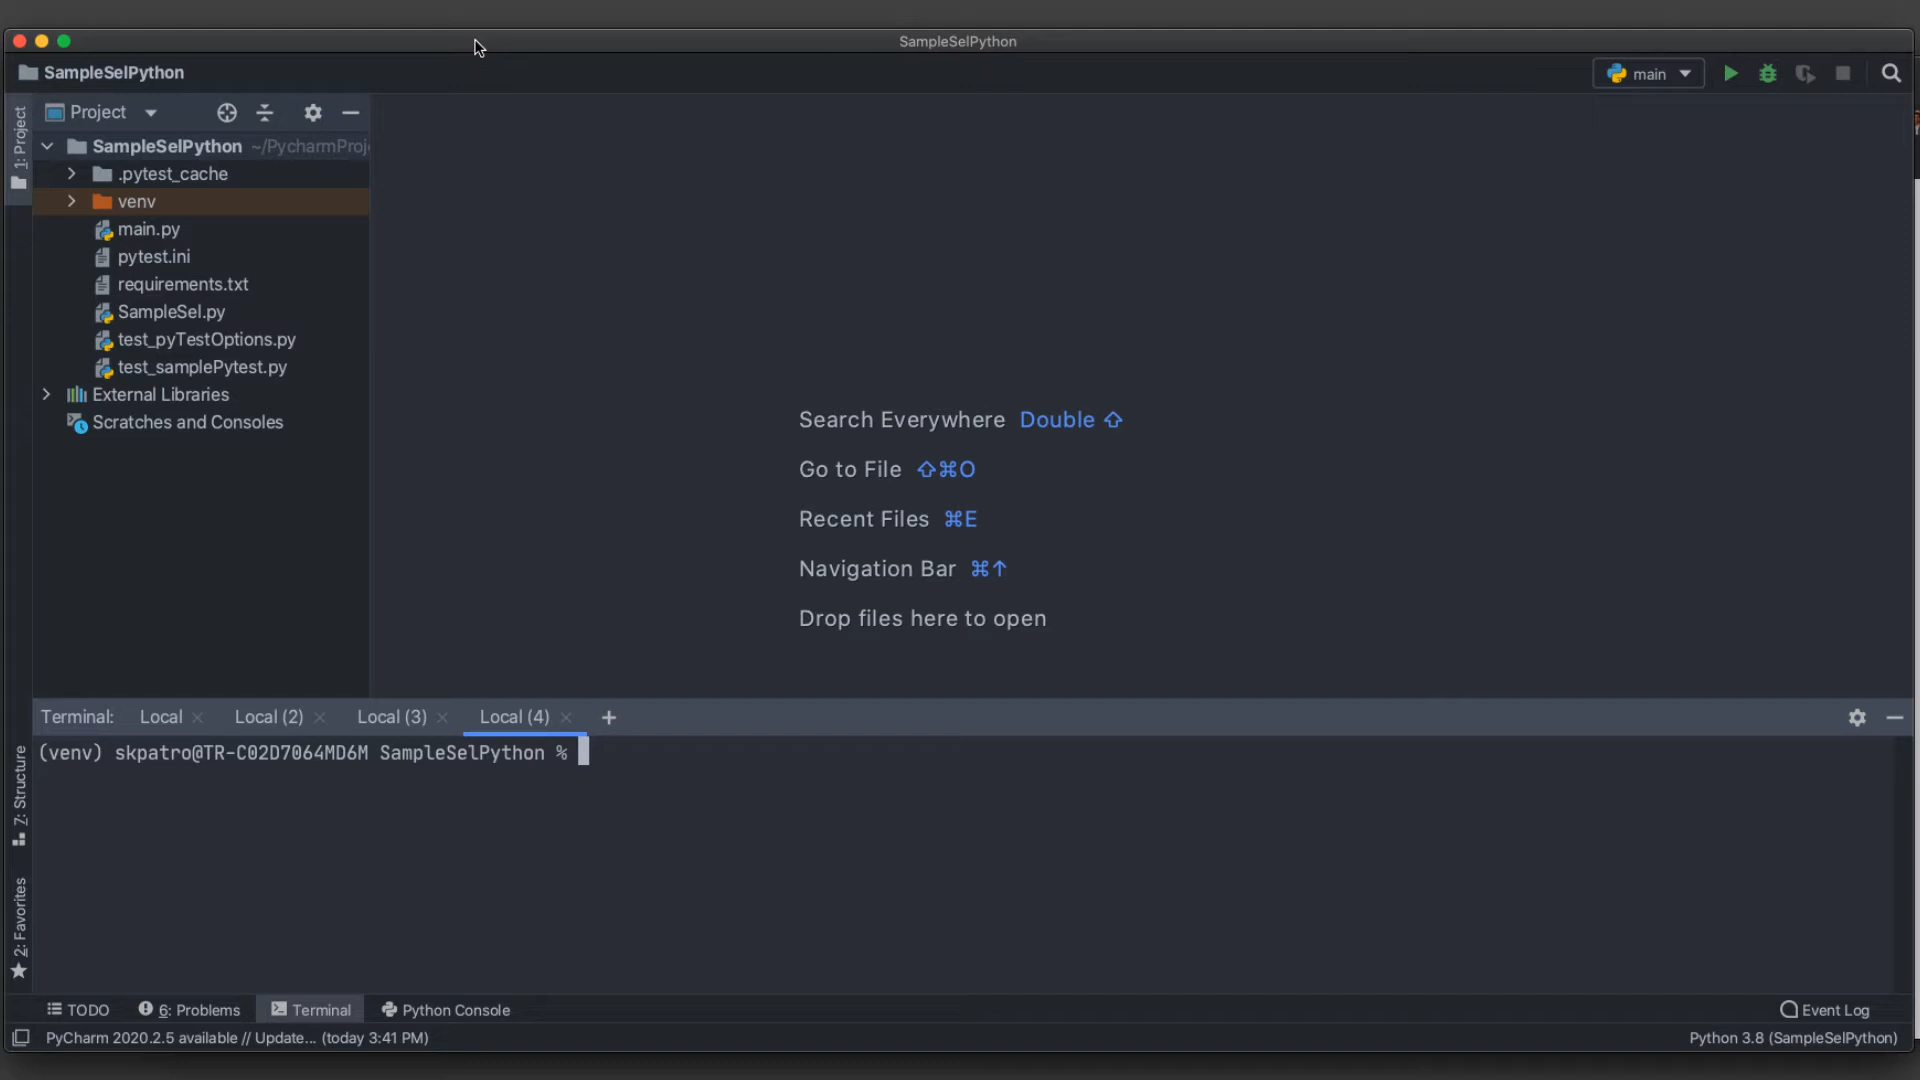 SampleSelPython
SampleSelPython
main
1: Project
Project
SampleSelPython ~/PycharmProj
.pytest_cache
venv
main.py
pytest.ini
requirements.txt
SampleSel.py
test_pyTestOptions.py
test_samplePytest.py
External Libraries
Scratches and Consoles
Search Everywhere Double ⇧
Go to File ⇧⌘O
Recent Files ⌘E
Navigation Bar ⌘↑
Drop files here to open
Terminal: Local Local (2) Local (3) Local (4)
(venv) skpatro@TR-C02D7064MD6M SampleSelPython %
7: Structure
2: Favorites
TODO 6: Problems Terminal Python Console Event Log
PyCharm 2020.2.5 available // Update... (today 3:41 PM) Python 3.8 (SampleSelPython)